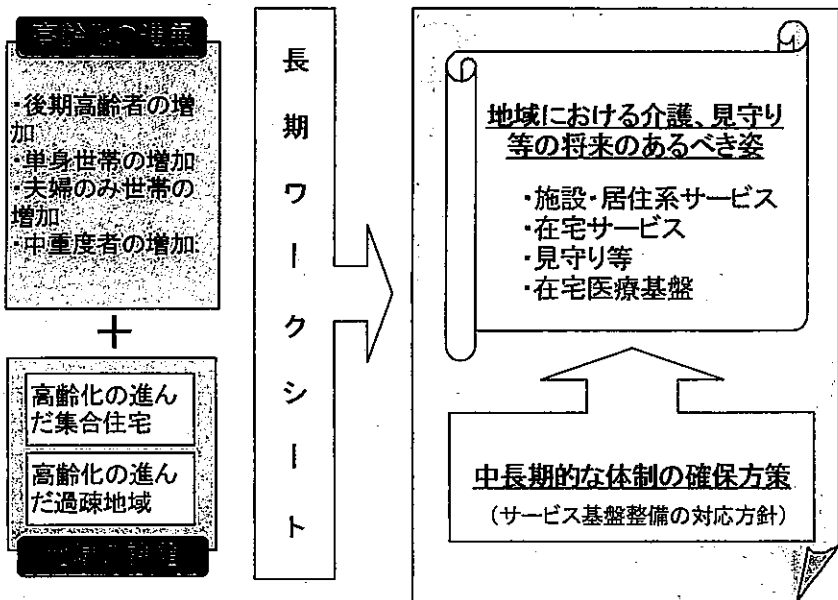 高齢化の進展
・後期高齢者の増
加
・単身世帯の増加
・夫婦のみ世帯の
増加
・中重度者の増加
＋
高齢化の進ん
だ集合住宅
高齢化の進ん
だ過疎地域
長期ワークシート
地域における介護、見守り
等の将来のあるべき姿
・施設・居住系サービス
・在宅サービス
・見守り等
・在宅医療基盤
中長期的な体制の確保方策
（サービス基盤整備の対応方針）